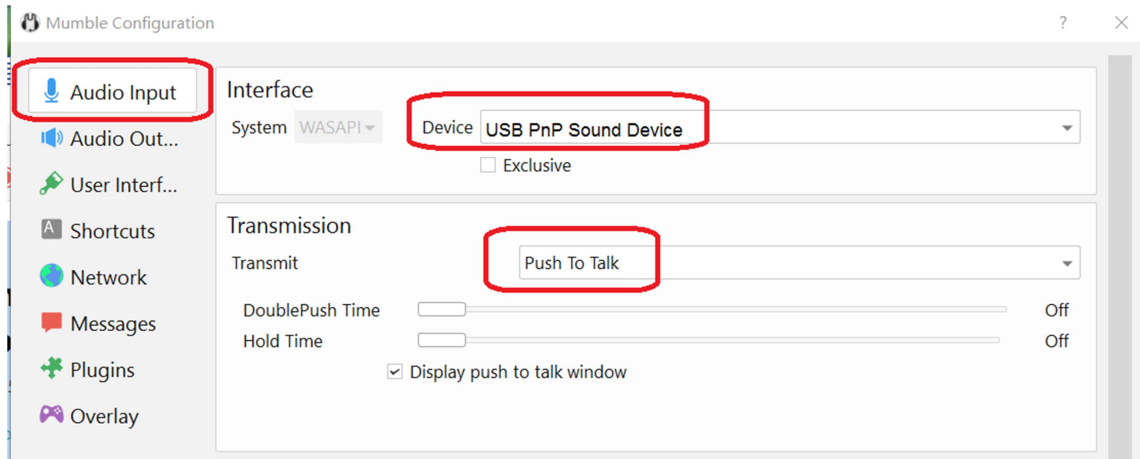 Mumble Configuration ?
Audio Input
Audio Out...
User Interf...
A Shortcuts
Network
Messages
Plugins
Overlay
Interface
System WASAPI Device USB PnP Sound Device
Exclusive
Transmission
Transmit Push To Talk
DoublePush Time Off
Hold Time Off
Display push to talk window